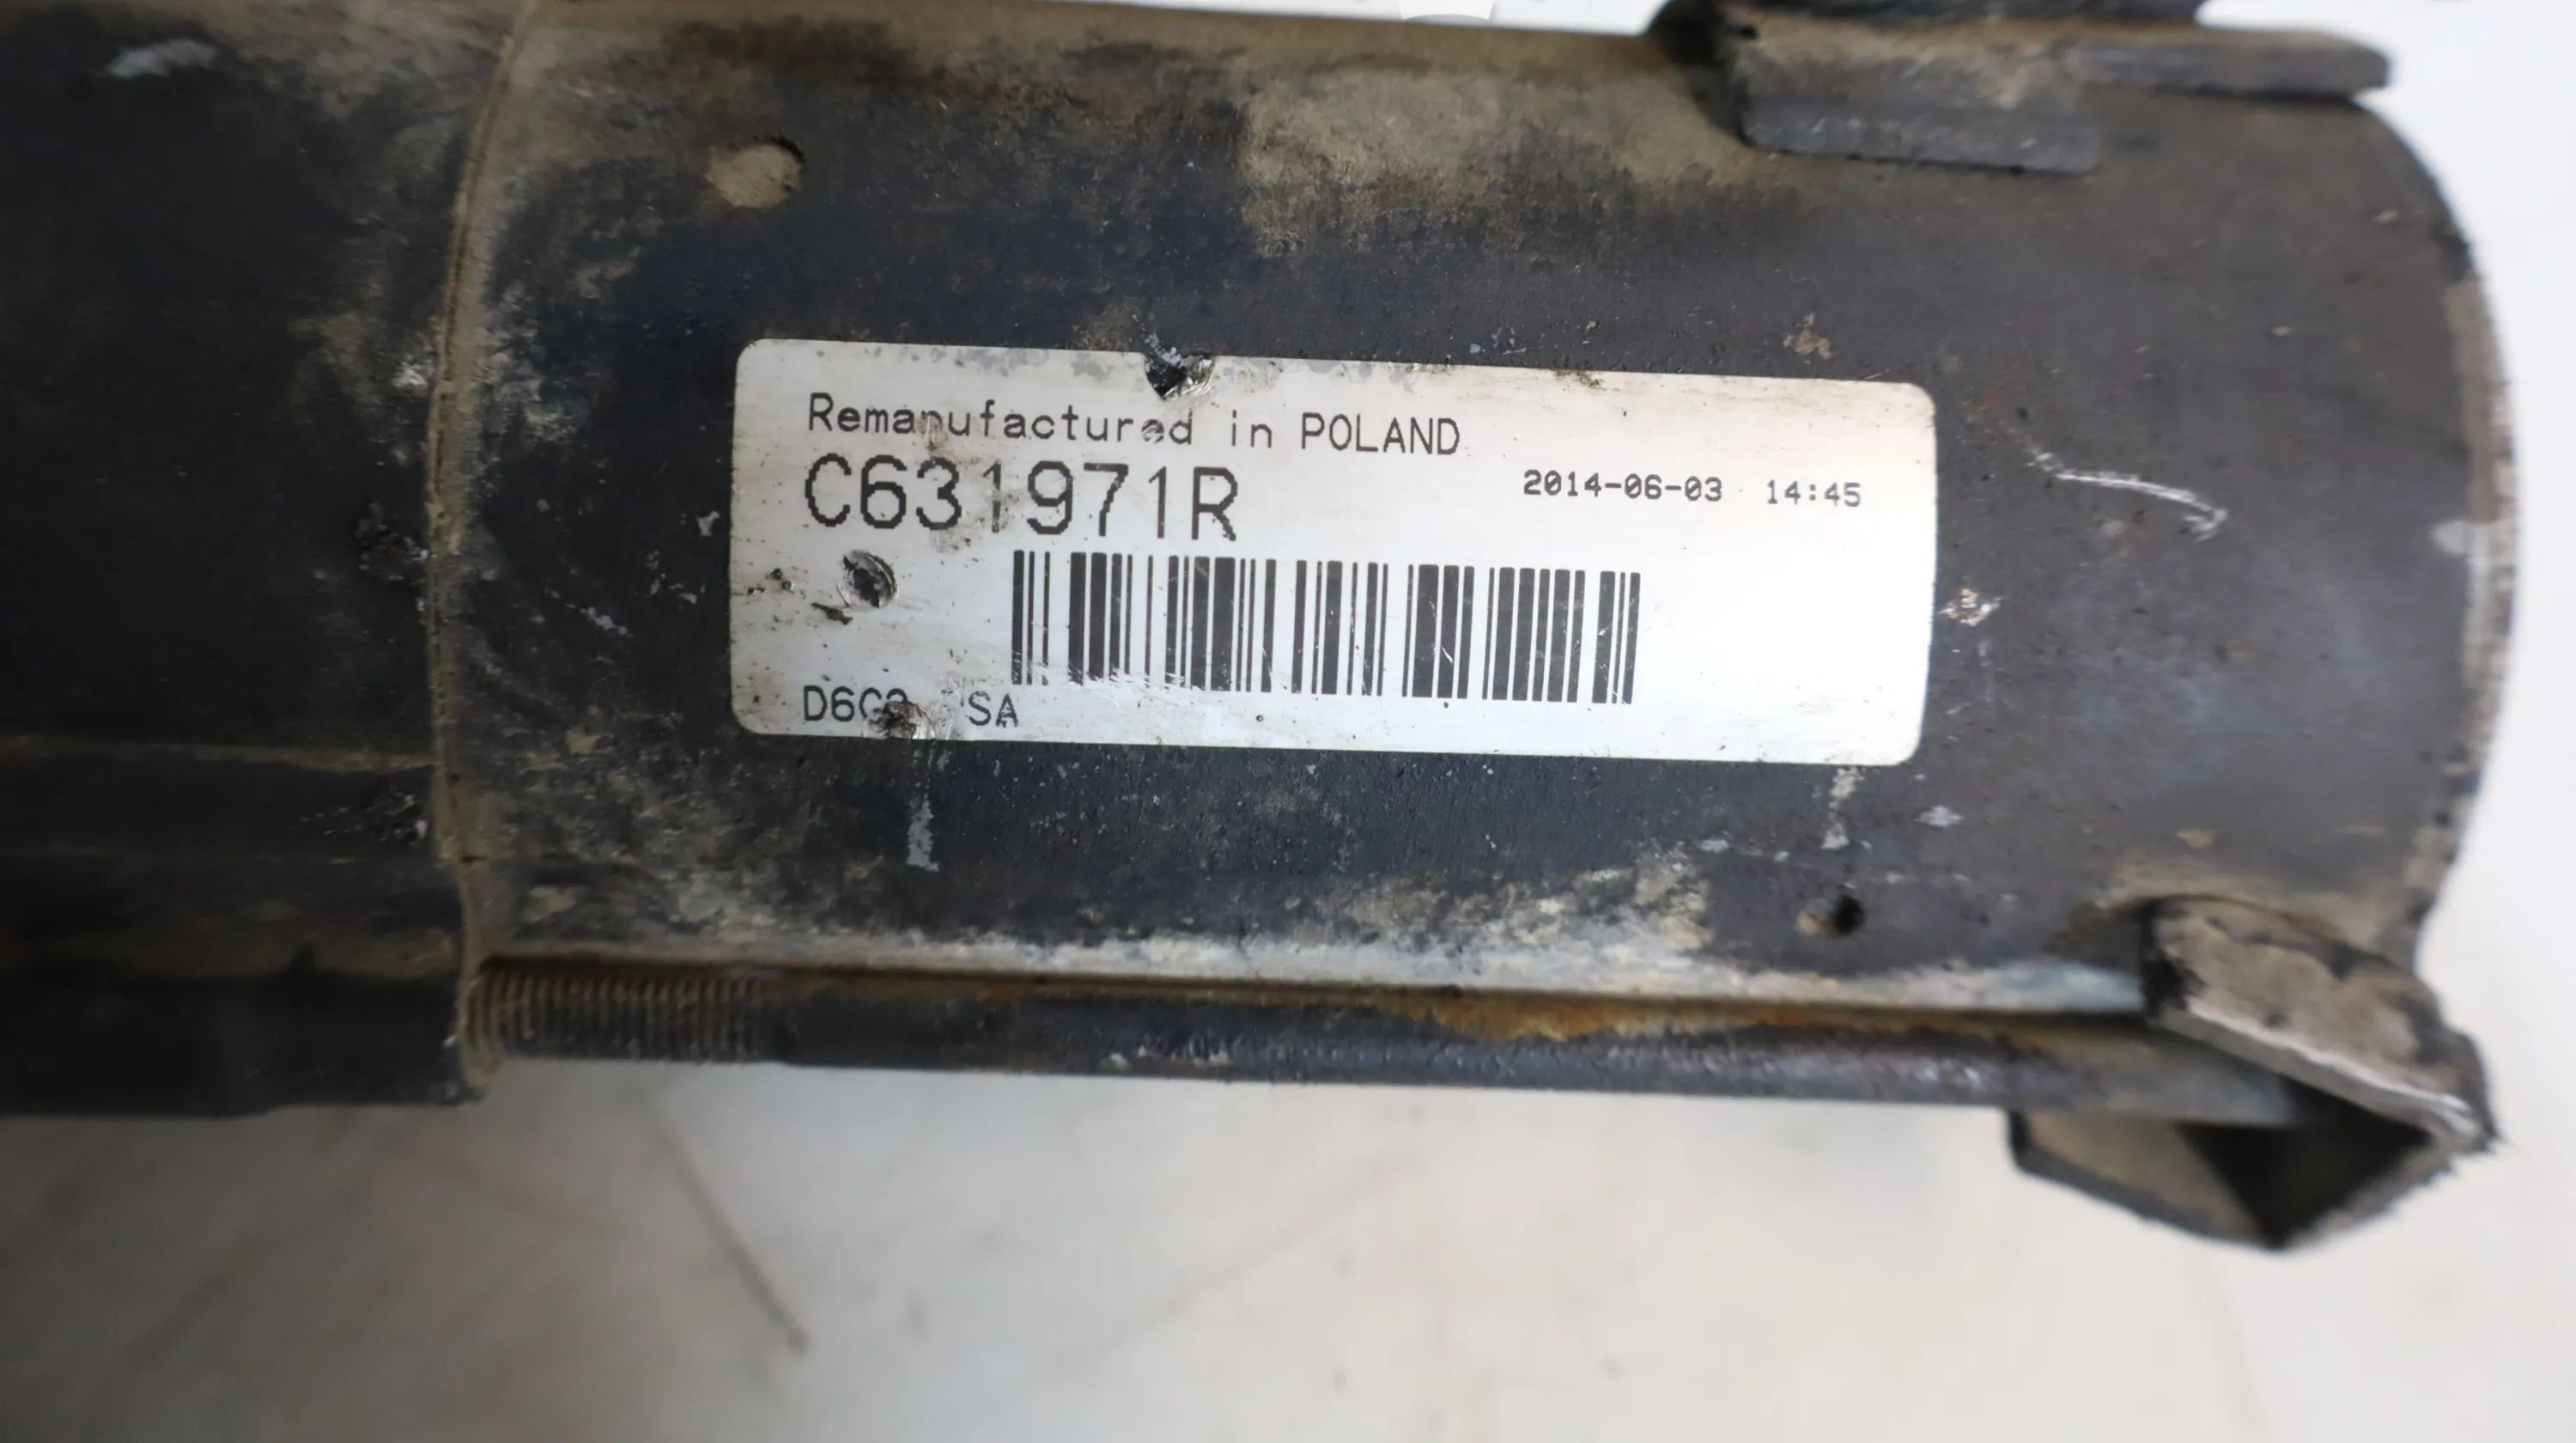 Remanufactured in POLAND
C631971R
2014-06-03 14:45